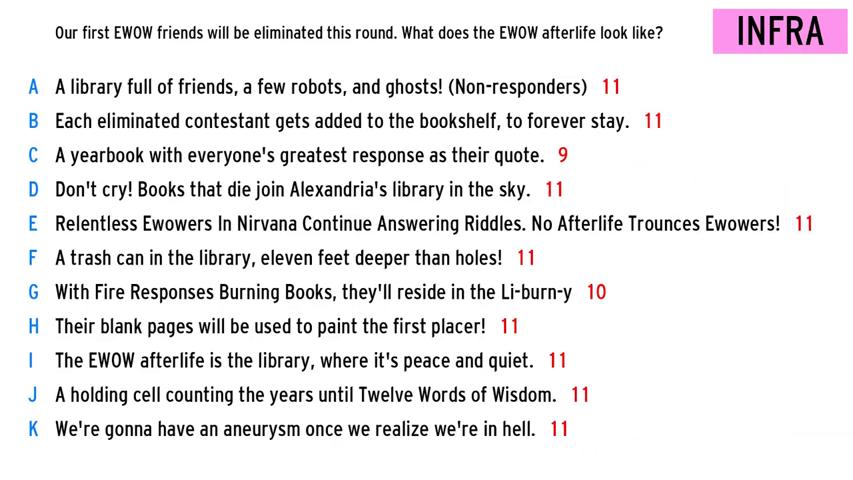 Our first EWOW friends will be eliminated this round. What does the EWOW afterlife look like?
INFRA
A A library full of friends, a few robots, and ghosts! (Non-responders) 11
B Each eliminated contestant gets added to the bookshelf, to forever stay. 11
C A yearbook with everyone's greatest response as their quote. 9
D Don't cry! Books that die join Alexandria's library in the sky. 11
E Relentless Ewowers In Nirvana Continue Answering Riddles. No Afterlife Trounces Ewowers! 11
F A trash can in the library, eleven feet deeper than holes! 11
G With Fire Responses Burning Books, they'll reside in the Li-burn-y 10
H Their blank pages will be used to paint the first placer! 11
I The EWOW afterlife is the library, where it's peace and quiet. 11
J A holding cell counting the years until Twelve Words of Wisdom. 11
K We're gonna have an aneurysm once we realize we're in hell. 11